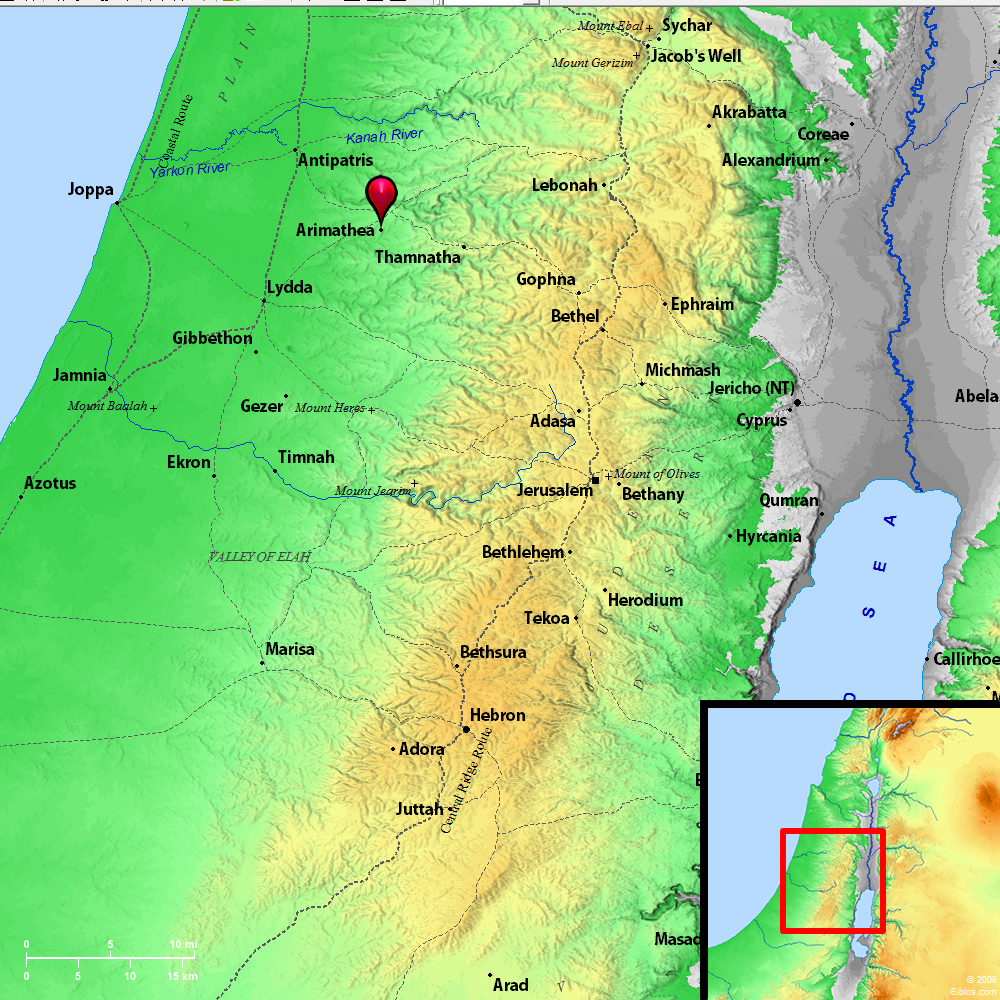 Mount Ebal
Sychar
Mount Gerizim
Jacob's Well
PLAIN
Coastal Route
Kanah River
Akrabatta
Coreae
Antipatris
Alexandrium
Yarkon River
Joppa
Lebonah
Arimathea
Thamnatha
Gophna
Lydda
Ephraim
Bethel
Gibbethon
Michmash
Jamnia
Jericho (NT)
Mount Baalah
Gezer
Mount Heres
Abela
Adasa
Cyprus
Ekron
Timnah
Mount of Olives
Azotus
Mount Jearim
Jerusalem
Bethany
Qumran
Hyrcania
VALLEY OF ELAH
Bethlehem
Herodium
Tekoa
JUDEAN
DESERT
D SEA
Marisa
Bethsura
Callirhoe
Hebron
Adora
Central Ridge Route
Juttah
0 5 10 mi
0 5 10 15 km
Masad
Arad
V
Biblos.com